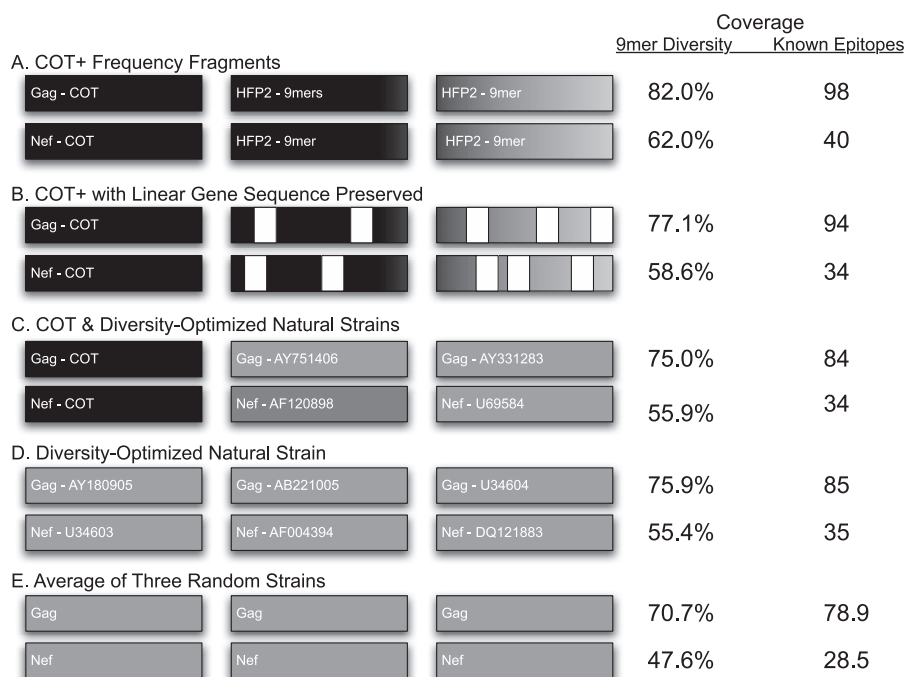 Coverage
9mer Diversity Known Epitopes
A. COT+ Frequency Fragments
Gag - COT HFP2 - 9mers HFP2 - 9mer 82.0% 98
Nef - COT HFP2 - 9mer HFP2 - 9mer 62.0% 40
B. COT+ with Linear Gene Sequence Preserved
Gag - COT 77.1% 94
Nef - COT 58.6% 34
C. COT & Diversity-Optimized Natural Strains
Gag - COT Gag - AY751406 Gag - AY331283 75.0% 84
Nef - COT Nef - AF120898 Nef - U69584 55.9% 34
D. Diversity-Optimized Natural Strain
Gag - AY180905 Gag - AB221005 Gag - U34604 75.9% 85
Nef - U34603 Nef - AF004394 Nef - DQ121883 55.4% 35
E. Average of Three Random Strains
Gag Gag Gag 70.7% 78.9
Nef Nef Nef 47.6% 28.5